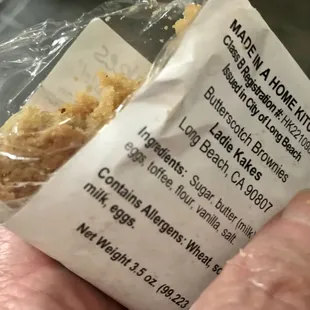 MADE IN A HOME KITC
Class B Registration #: HK22109
Issued in City of Long Beach
Butterscotch Brownies
Ladie Kakes
Long Beach, CA 90807
Ingredients: Sugar, butter (milk)
eggs, toffee, flour, vanilla, salt.
Contains Allergens: Wheat, so
milk, eggs.
Net Weight 3.5 oz (99.223